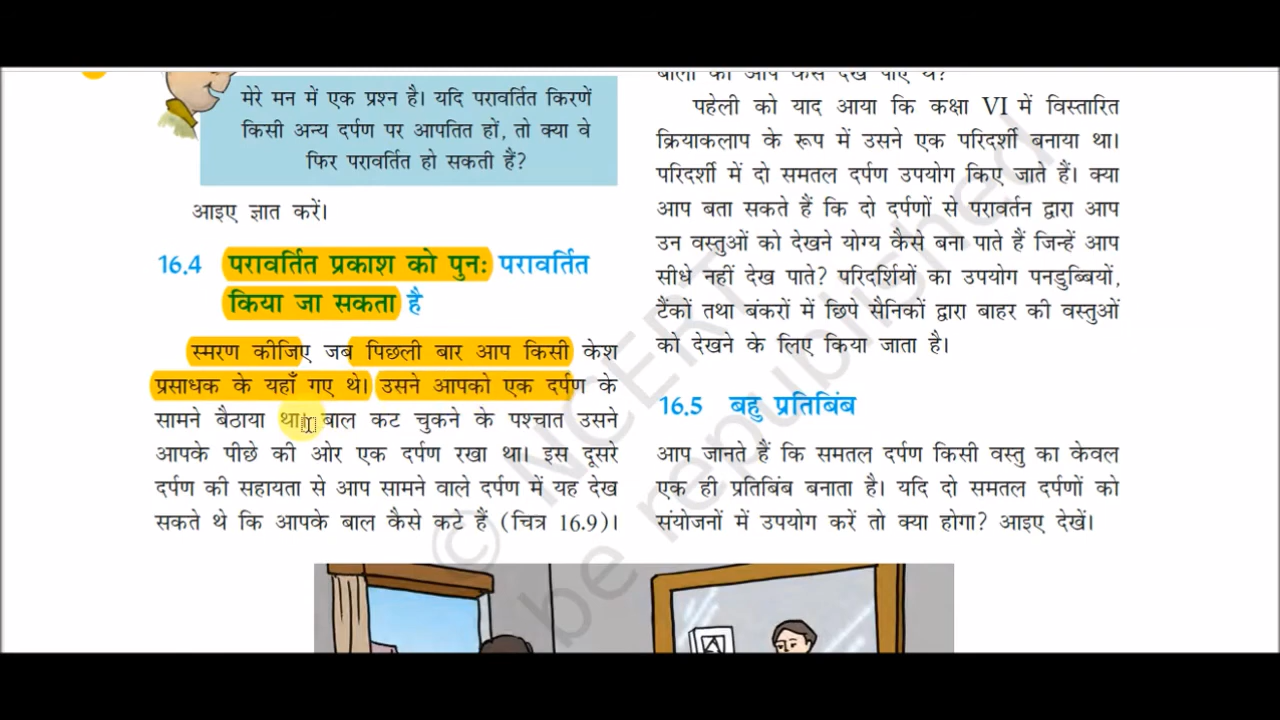 मेरे मन में एक प्रश्न है। यदि परावर्तित किरणें
किसी अन्य दर्पण पर आपतित हों, तो क्या वे
फिर परावर्तित हो सकती हैं?
आइए ज्ञात करें।
16.4 परावर्तित प्रकाश को पुनः परावर्तित
किया जा सकता है
स्मरण कीजिए जब पिछली बार आप किसी केश
प्रसाधक के यहाँ गए थे। उसने आपको एक दर्पण के
सामने बैठाया था। बाल कट चुकने के पश्चात उसने
आपके पीछे की ओर एक दर्पण रखा था। इस दूसरे
दर्पण की सहायता से आप सामने वाले दर्पण में यह देख
सकते थे कि आपके बाल कैसे कटे हैं (चित्र 16.9)।
बालों को आप कैसे देख पाए थे?
पहेली को याद आया कि कक्षा VI में विस्तारित
क्रियाकलाप के रूप में उसने एक परिदर्शी बनाया था।
परिदर्शी में दो समतल दर्पण उपयोग किए जाते हैं। क्या
आप बता सकते हैं कि दो दर्पणों से परावर्तन द्वारा आप
उन वस्तुओं को देखने योग्य कैसे बना पाते हैं जिन्हें आप
सीधे नहीं देख पाते? परिदर्शियों का उपयोग पनडुब्बियों,
टैंकों तथा बंकरों में छिपे सैनिकों द्वारा बाहर की वस्तुओं
को देखने के लिए किया जाता है।
16.5 बहु प्रतिबिंब
आप जानते हैं कि समतल दर्पण किसी वस्तु का केवल
एक ही प्रतिबिंब बनाता है। यदि दो समतल दर्पणों को
संयोजनों में उपयोग करें तो क्या होगा? आइए देखें।
© NCERT
be republished